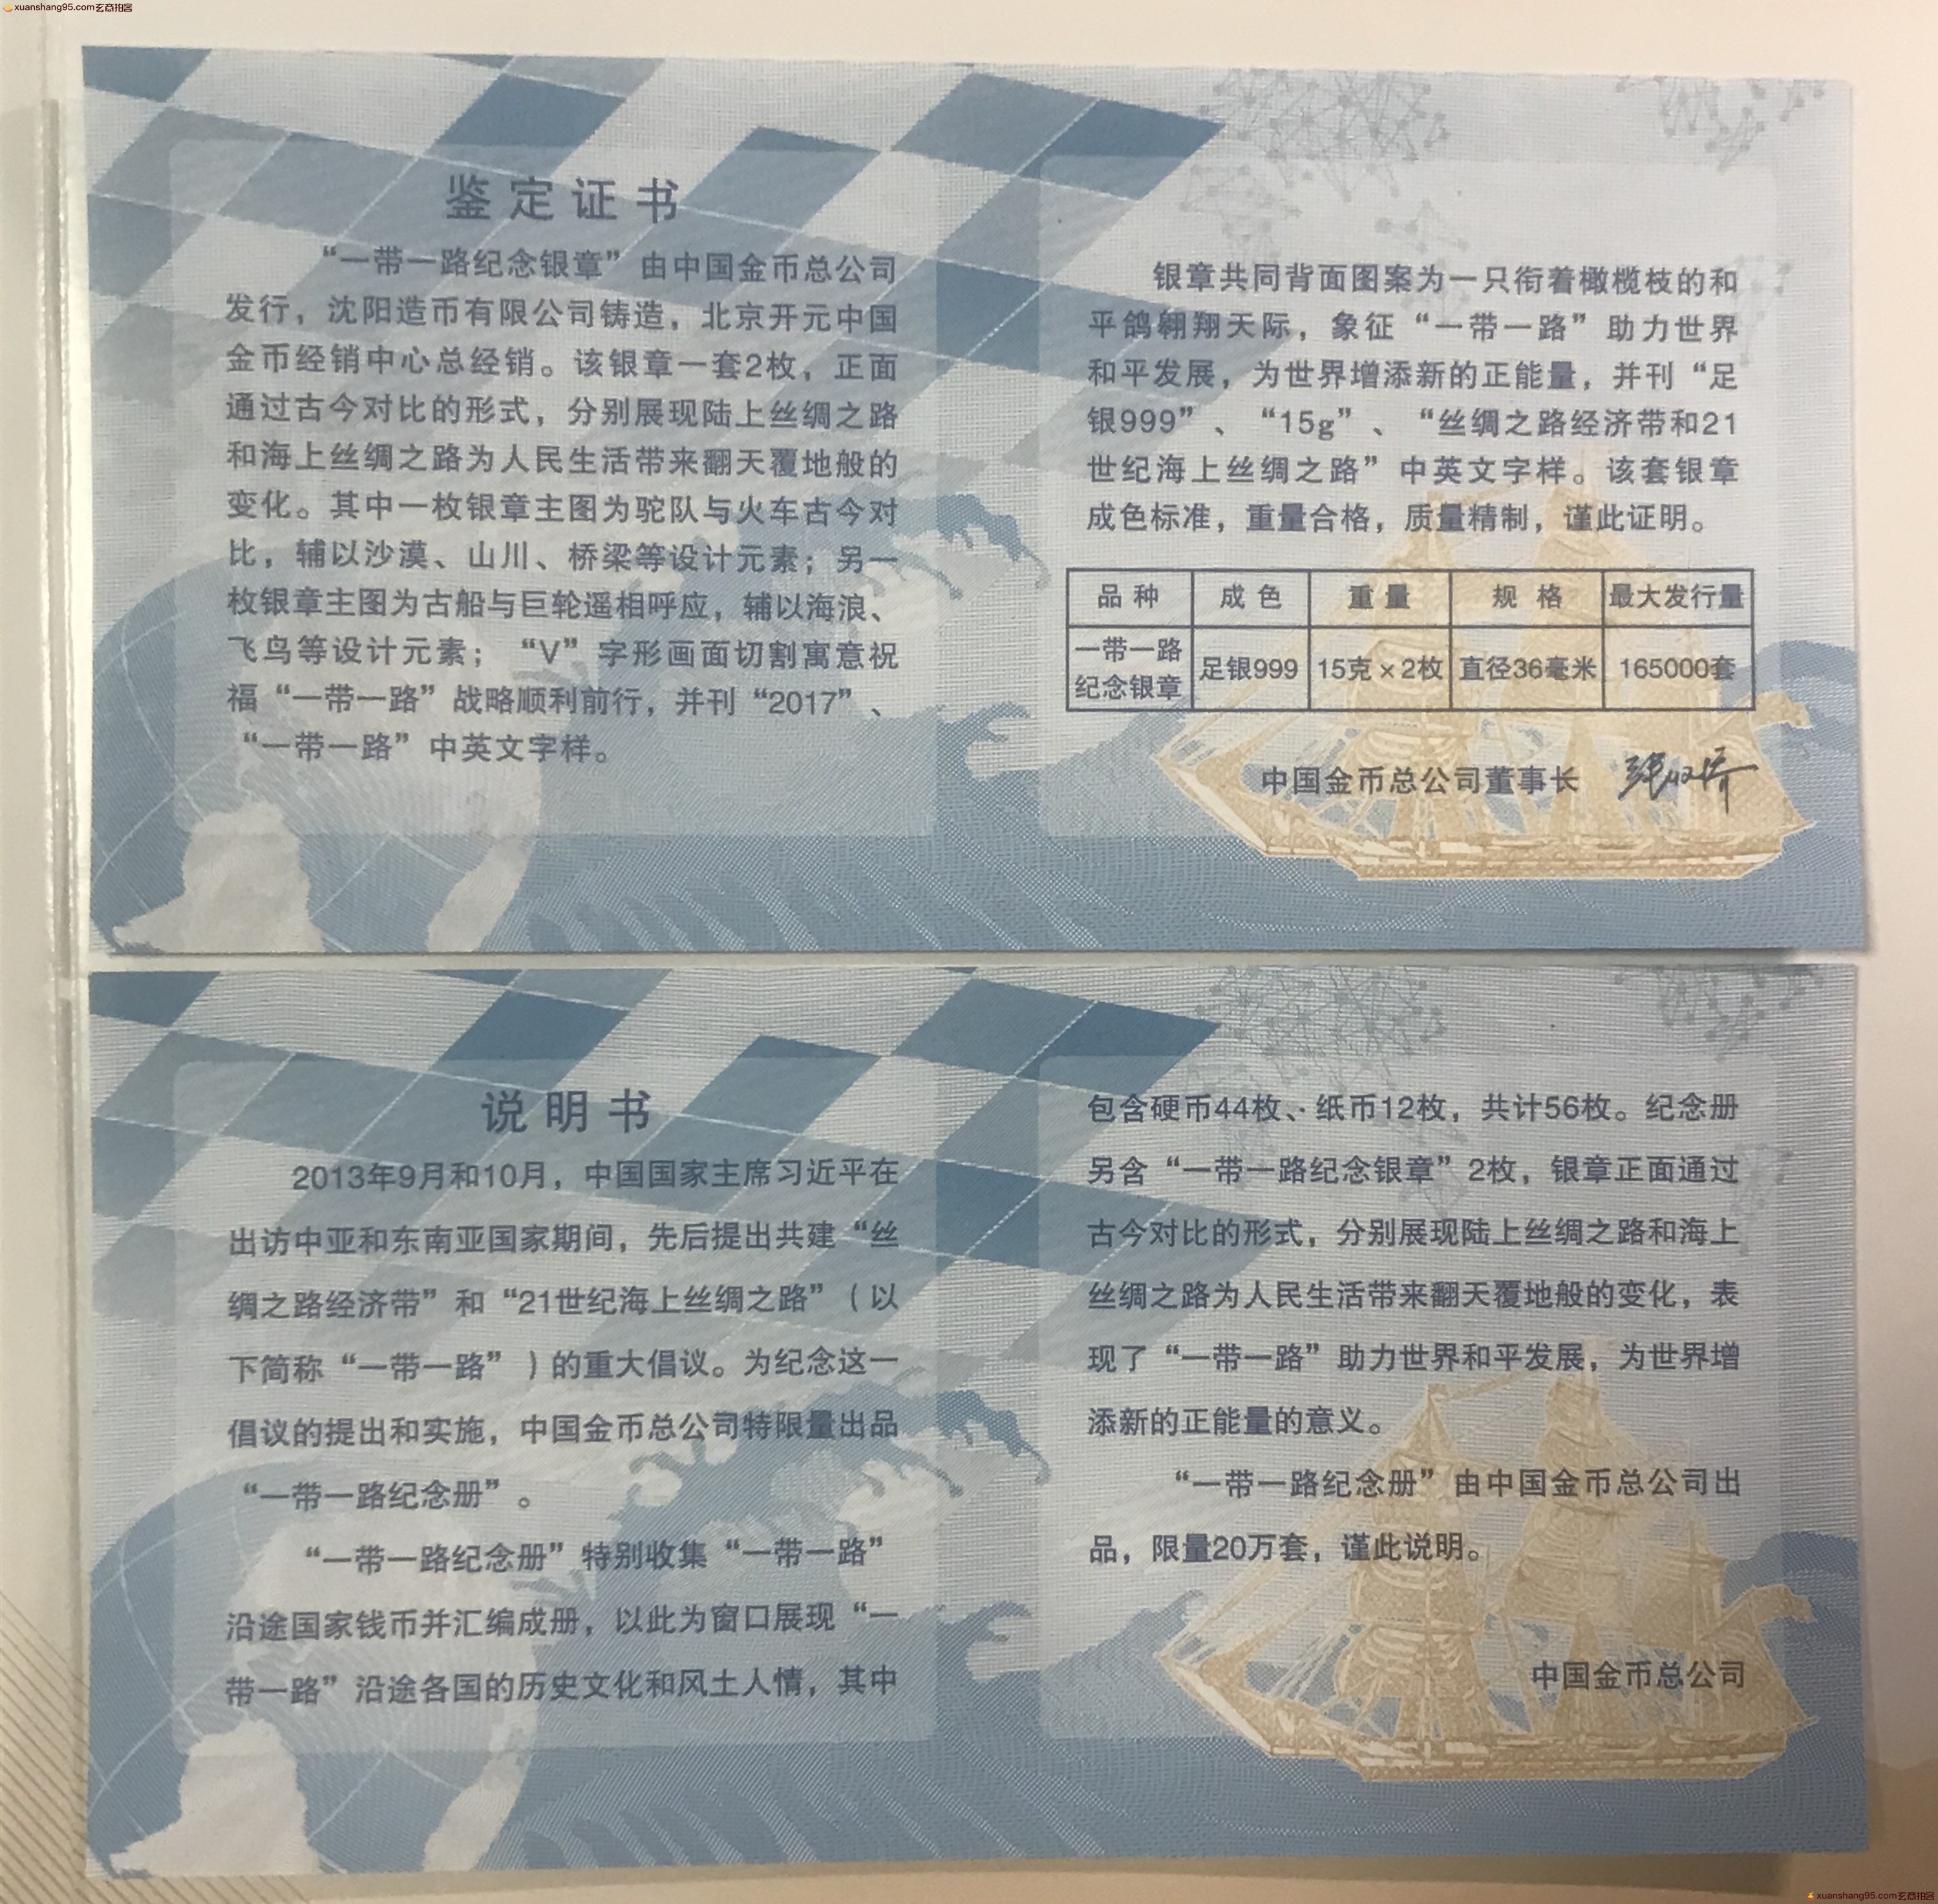 xuanshang95.com玄商拍客
鉴定证书
“一带一路纪念银章”由中国金币总公司
发行，沈阳造币有限公司铸造，北京开元中国
金币经销中心总经销。该银章一套2枚，正面
通过古今对比的形式，分别展现陆上丝绸之路
和海上丝绸之路为人民生活带来翻天覆地般的
变化。其中一枚银章主图为驼队与火车古今对
比，辅以沙漠、山川、桥梁等设计元素；另一
枚银章主图为古船与巨轮遥相呼应，辅以海浪、
飞鸟等设计元素；“V”字形画面切割寓意祝
福“一带一路”战略顺利前行，并刊“2017”、
“一带一路”中英文字样。
银章共同背面图案为一只衔着橄榄枝的和
平鸽翱翔天际，象征“一带一路”助力世界
和平发展，为世界增添新的正能量，并刊“足
银999”、“15g”、“丝绸之路经济带和21
世纪海上丝绸之路”中英文字样。该套银章
成色标准，重量合格，质量精制，谨此证明。
品种 成色 重量 规格 最大发行量
一带一路
纪念银章 足银999 15克×2枚 直径36毫米 165000套
中国金币总公司董事长
说明书
2013年9月和10月，中国国家主席习近平在
出访中亚和东南亚国家期间，先后提出共建“丝
绸之路经济带”和“21世纪海上丝绸之路”（以
下简称“一带一路”）的重大倡议。为纪念这一
倡议的提出和实施，中国金币总公司特限量出品
“一带一路纪念册”。
“一带一路纪念册”特别收集“一带一路”
沿途国家钱币并汇编成册，以此为窗口展现“一
带一路”沿途各国的历史文化和风土人情，其中
包含硬币44枚、纸币12枚，共计56枚。纪念册
另含“一带一路纪念银章”2枚，银章正面通过
古今对比的形式，分别展现陆上丝绸之路和海上
丝绸之路为人民生活带来翻天覆地般的变化，表
现了“一带一路”助力世界和平发展，为世界增
添新的正能量的意义。
“一带一路纪念册”由中国金币总公司出
品，限量20万套，谨此说明。
中国金币总公司
xuanshang95.com玄商拍客